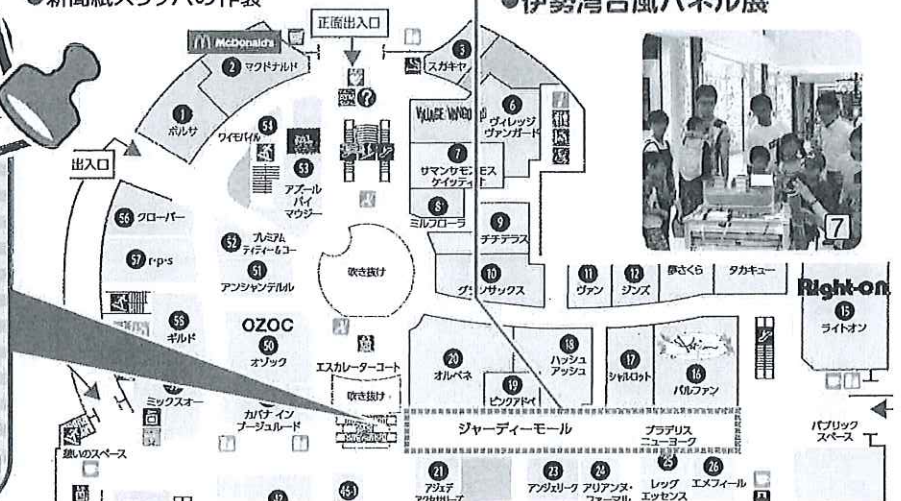 ●新聞紙スリッパの作製
●伊勢湾台風パネル展
正面出入口
McDonald's
2 マクドナルド
3 スガキヤ
1 ポルサ
ワイモバイル
54
53
アズール
バイ
マウジー
VILLAGE VANGUARD
6
ヴィレッジ
ヴァンガード
7
サマンサモスモス
ケイッティオ
8
ミルフローラ
9
チチテラス
10
グランサックス
出入口
56 クローバー
57 r・p・s
52 プレミアム
ティティー&コー
51
アンシャンテルル
吹き抜け
55
ギルド
OZOC
50
オゾック
エスカレーターコート
吹き抜け
ミックスオー
カバナ イン
ブージュルード
憩いのスペース
11
ヴァン
12
ジンズ
夢さくら
タカキュー
Right-on
15
ライトオン
7
20
オルベネ
18
ハッシュ
アッシュ
19
ピンクアドベ
17
シャルロット
16
パルファン
ジャーディーモール
プラデリス
ニューヨーク
パブリック
スペース
45-1
21
アジェデ
アクセサリーズ
23
アンジェリーク
24
アリアンヌ・
ファーマル
25
レッグ
エッセンス
26
エメフィール